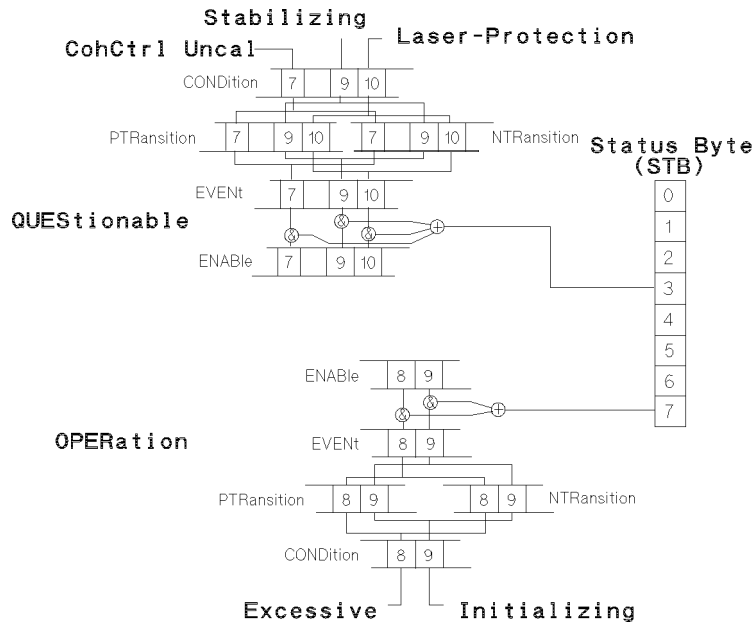 Stabilizing
CohCtrl Uncal
Laser-Protection
CONDition 7 9 10
PTRansition 7 9 10 7 9 10 NTRansition
EVENt 7 9 10
QUEStionable
& & &
+
ENABle 7 9 10
Status Byte
(STB)
0
1
2
3
4
5
6
7
ENABle 8 9
& &
+
OPERation
EVENt 8 9
PTRansition 8 9 8 9 NTRansition
CONDition 8 9
Excessive Initializing